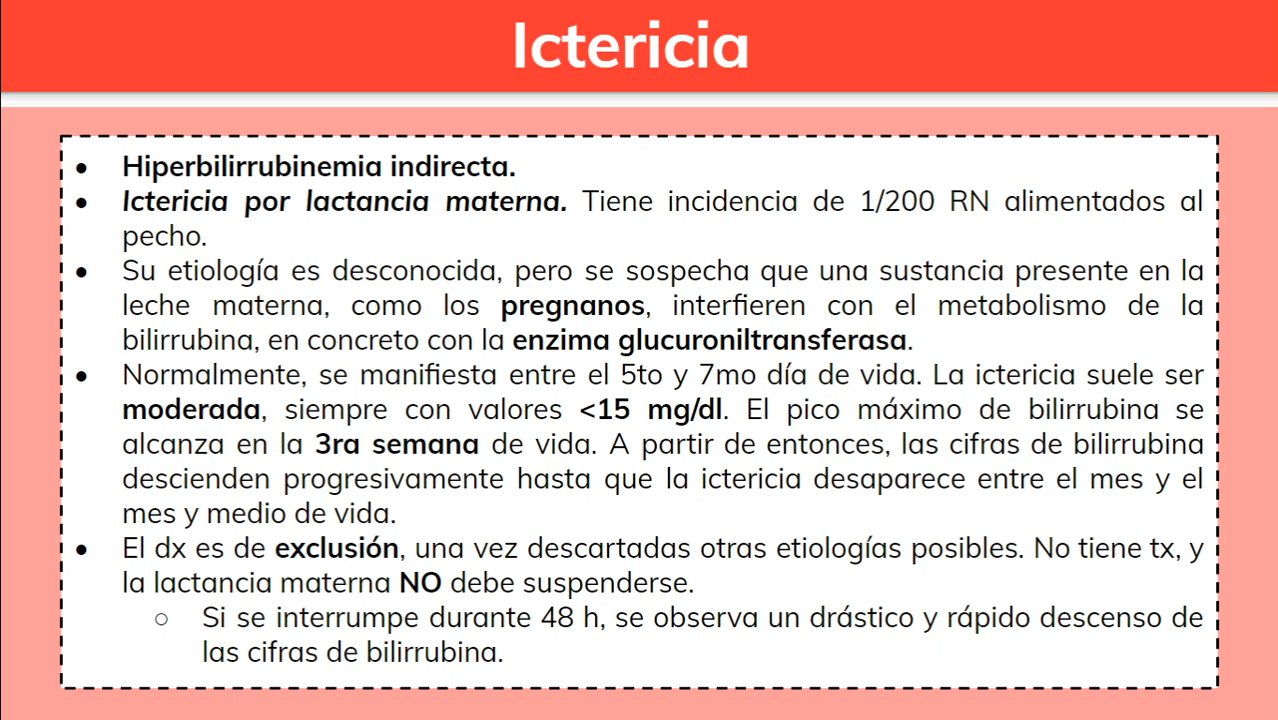 Ictericia
● Hiperbilirrubinemia indirecta.
● Ictericia por lactancia materna. Tiene incidencia de 1/200 RN alimentados al
pecho.
● Su etiología es desconocida, pero se sospecha que una sustancia presente en la
leche materna, como los pregnanos, interfieren con el metabolismo de la
bilirrubina, en concreto con la enzima glucuroniltransferasa.
● Normalmente, se manifiesta entre el 5to y 7mo día de vida. La ictericia suele ser
moderada, siempre con valores <15 mg/dl. El pico máximo de bilirrubina se
alcanza en la 3ra semana de vida. A partir de entonces, las cifras de bilirrubina
descienden progresivamente hasta que la ictericia desaparece entre el mes y el
mes y medio de vida.
● El dx es de exclusión, una vez descartadas otras etiologías posibles. No tiene tx, y
la lactancia materna NO debe suspenderse.
○ Si se interrumpe durante 48 h, se observa un drástico y rápido descenso de
las cifras de bilirrubina.